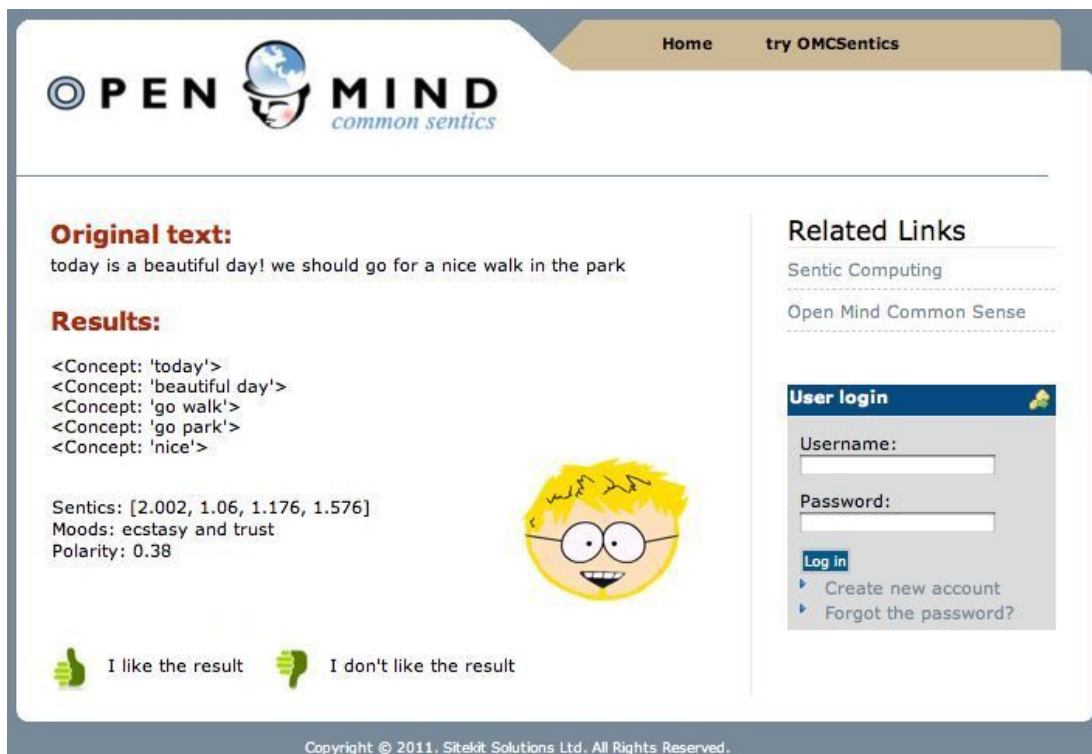 Home
try OMCSentics
OPEN MIND
common sentics
Original text:
today is a beautiful day! we should go for a nice walk in the park
Results:
<Concept: 'today'>
<Concept: 'beautiful day'>
<Concept: 'go walk'>
<Concept: 'go park'>
<Concept: 'nice'>
Sentics: [2.002, 1.06, 1.176, 1.576]
Moods: ecstasy and trust
Polarity: 0.38
I like the result
I don't like the result
Related Links
Sentic Computing
Open Mind Common Sense
User login
Username:
Password:
Log in
Create new account
Forgot the password?
Copyright © 2011. Sitekit Solutions Ltd. All Rights Reserved.